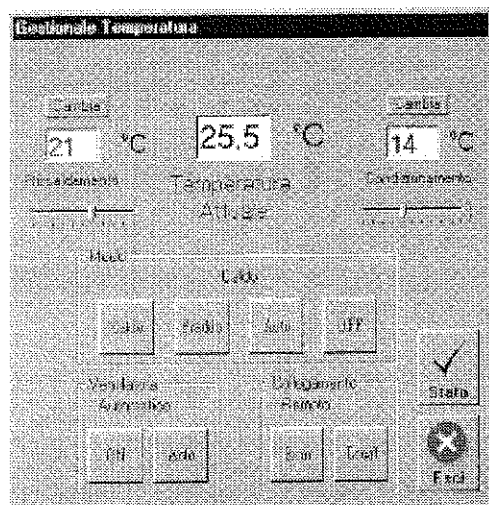 Gestionale Temperatura
Cambia
Cambia
21 °C
25,5 °C
14 °C
Riscaldamento
Temperatura
Attuale
Condizionamento
Modo
Caldo
Caldo
Freddo
Auto
OFF
Ventilatore
Automatico
Collegamento
Remoto
ON
Auto
Stato
Esci